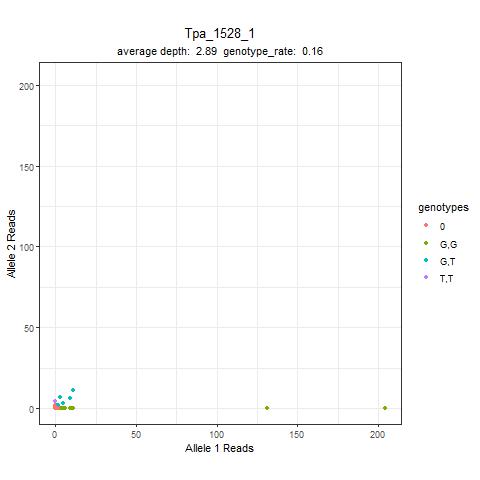 Tpa_1528_1
average depth:  2.89  genotype_rate:  0.16
200
150
100
50
0
Allele 2 Reads
0
50
100
150
200
Allele 1 Reads
genotypes
0
G,G
G,T
T,T